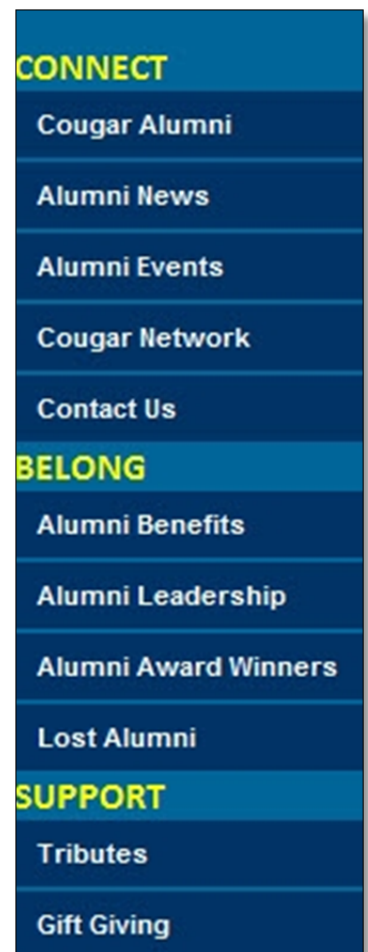 CONNECT
Cougar Alumni
Alumni News
Alumni Events
Cougar Network
Contact Us
BELONG
Alumni Benefits
Alumni Leadership
Alumni Award Winners
Lost Alumni
SUPPORT
Tributes
Gift Giving